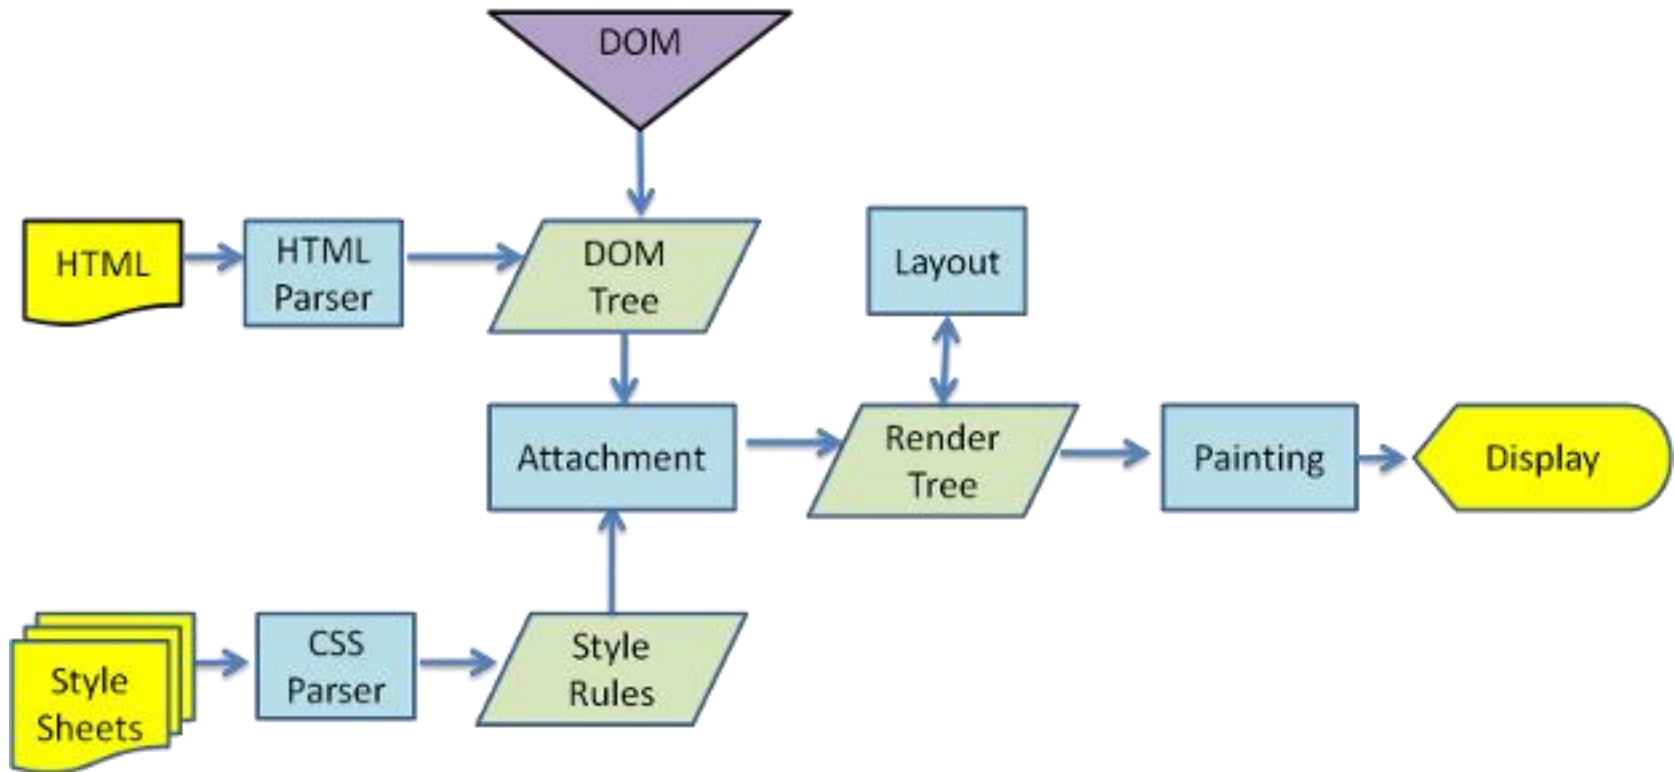 DOM
HTML
HTML
Parser
DOM
Tree
Layout
Attachment
Render
Tree
Painting
Display
Style
Sheets
CSS
Parser
Style
Rules